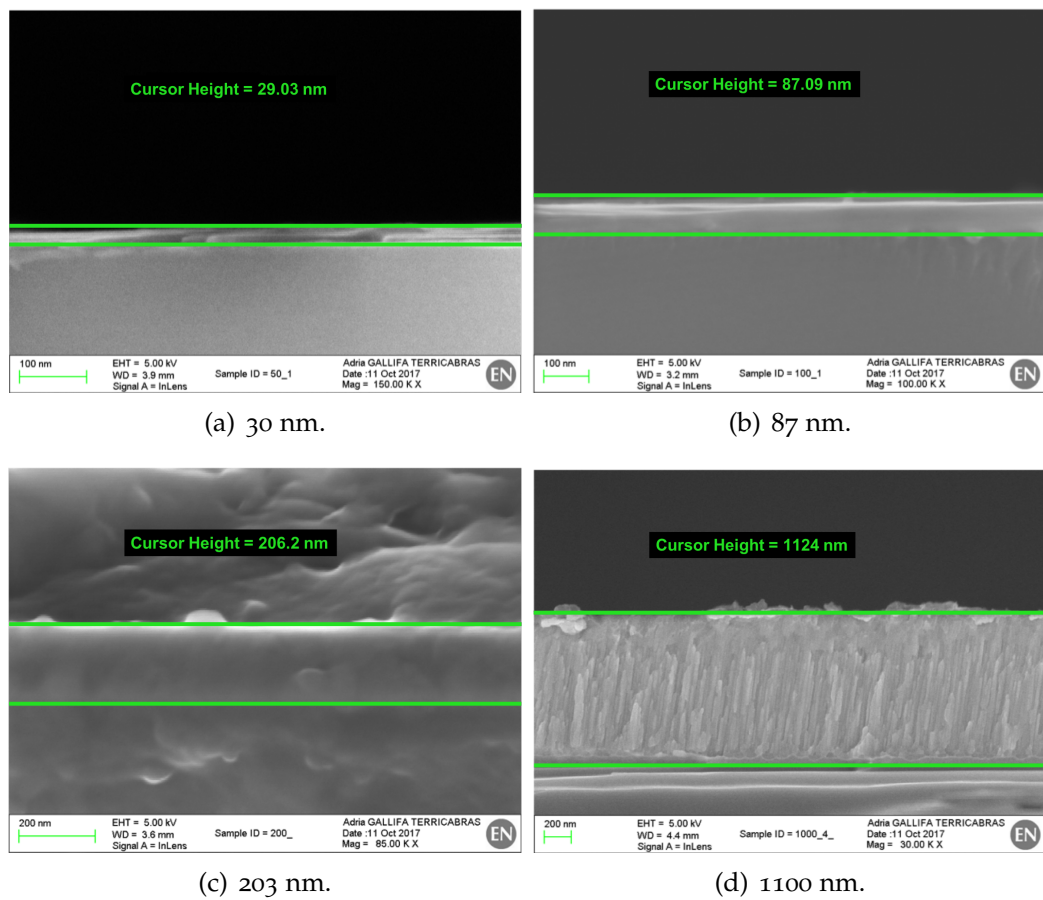 Cursor Height = 29.03 nm
100 nm
EHT = 5.00 kV
WD = 3.9 mm
Signal A = InLens
Sample ID = 50_1
Adria GALLIFA TERRICABRAS
Date :11 Oct 2017
Mag = 150.00 K X
EN
(a) 30 nm.
Cursor Height = 87.09 nm
100 nm
EHT = 5.00 kV
WD = 3.2 mm
Signal A = InLens
Sample ID = 100_1
Adria GALLIFA TERRICABRAS
Date :11 Oct 2017
Mag = 100.00 K X
EN
(b) 87 nm.
Cursor Height = 206.2 nm
200 nm
EHT = 5.00 kV
WD = 3.6 mm
Signal A = InLens
Sample ID = 200_
Adria GALLIFA TERRICABRAS
Date :11 Oct 2017
Mag = 85.00 K X
EN
(c) 203 nm.
Cursor Height = 1124 nm
200 nm
EHT = 5.00 kV
WD = 4.4 mm
Signal A = InLens
Sample ID = 1000_4_
Adria GALLIFA TERRICABRAS
Date :11 Oct 2017
Mag = 30.00 K X
EN
(d) 1100 nm.